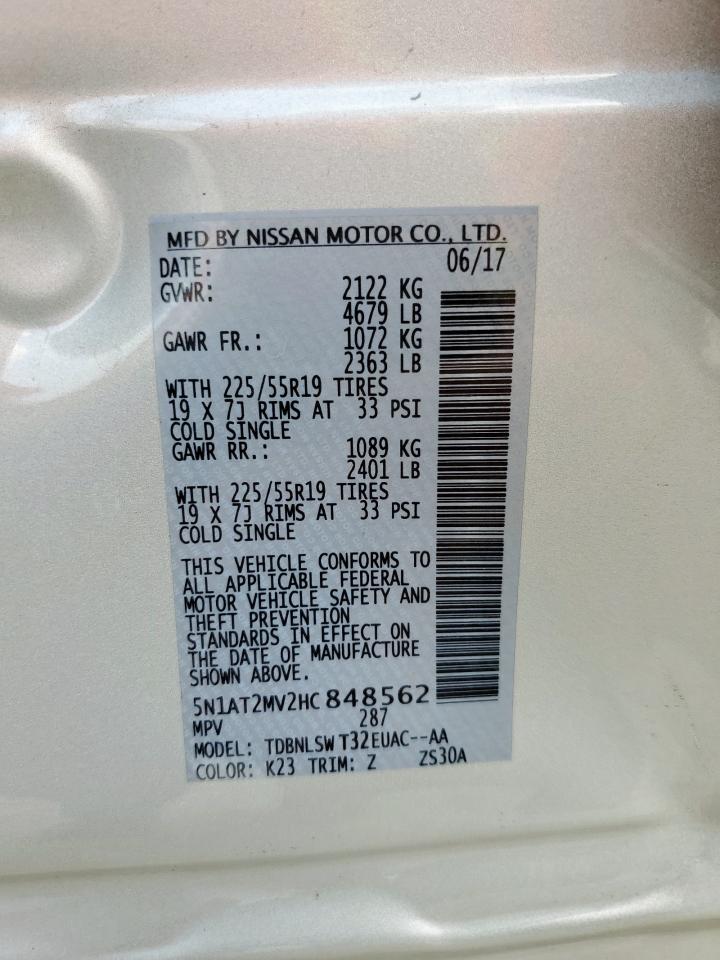 MFD BY NISSAN MOTOR CO., LTD.
DATE: 06/17
GVWR: 2122 KG
4679 LB
GAWR FR.: 1072 KG
2363 LB
WITH 225/55R19 TIRES
19 X 7J RIMS AT 33 PSI
COLD SINGLE
GAWR RR.: 1089 KG
2401 LB
WITH 225/55R19 TIRES
19 X 7J RIMS AT 33 PSI
COLD SINGLE
THIS VEHICLE CONFORMS TO
ALL APPLICABLE FEDERAL
MOTOR VEHICLE SAFETY AND
THEFT PREVENTION
STANDARDS IN EFFECT ON
THE DATE OF MANUFACTURE
SHOWN ABOVE.
5N1AT2MV2HC 848562
MPV 287
MODEL: TDBNLSW T32EUAC--AA
COLOR: K23 TRIM: Z ZS30A